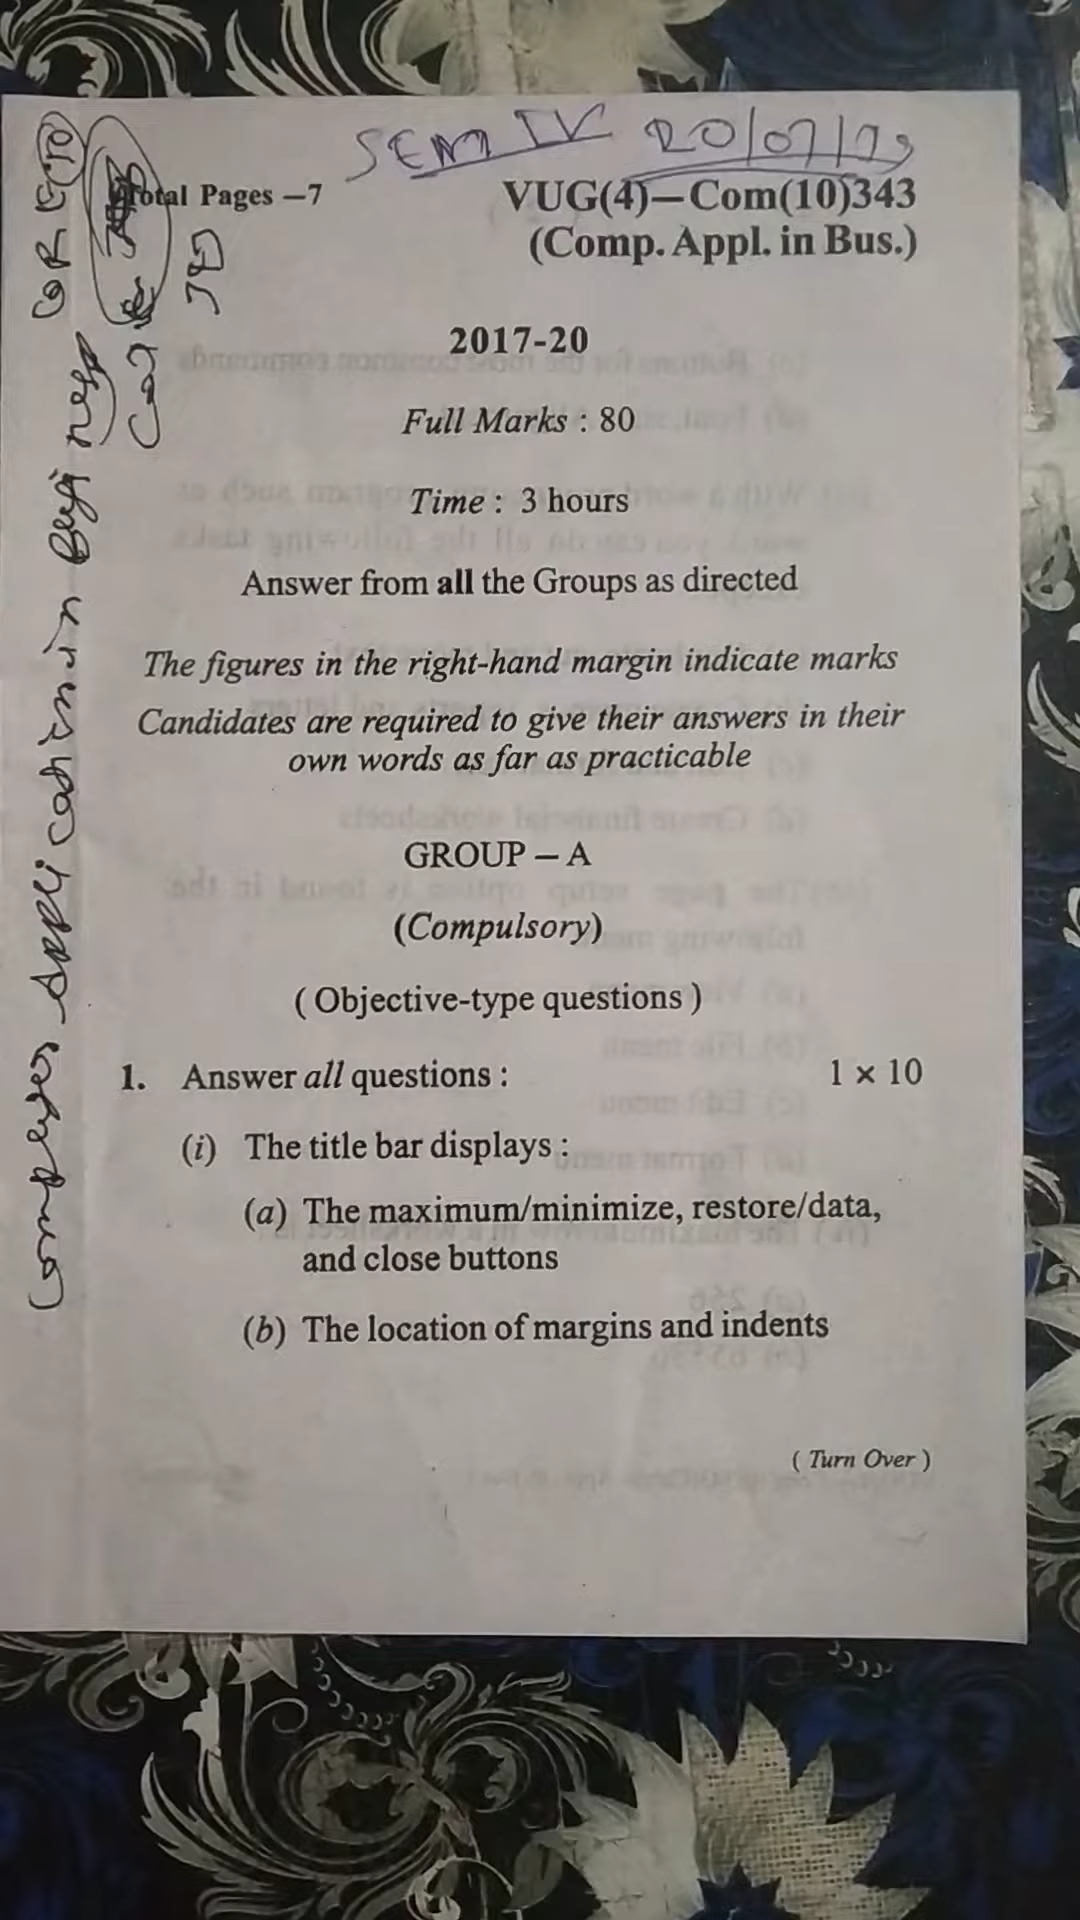 SEM IV 20/07/19
Total Pages —7
VUG(4)—Com(10)343
(Comp. Appl. in Bus.)
2017-20
Full Marks : 80
Time : 3 hours
Answer from all the Groups as directed
The figures in the right-hand margin indicate marks
Candidates are required to give their answers in their
own words as far as practicable
GROUP – A
(Compulsory)
( Objective-type questions )
1. Answer all questions : 1 × 10
(i) The title bar displays :
(a) The maximum/minimize, restore/data,
and close buttons
(b) The location of margins and indents
( Turn Over )